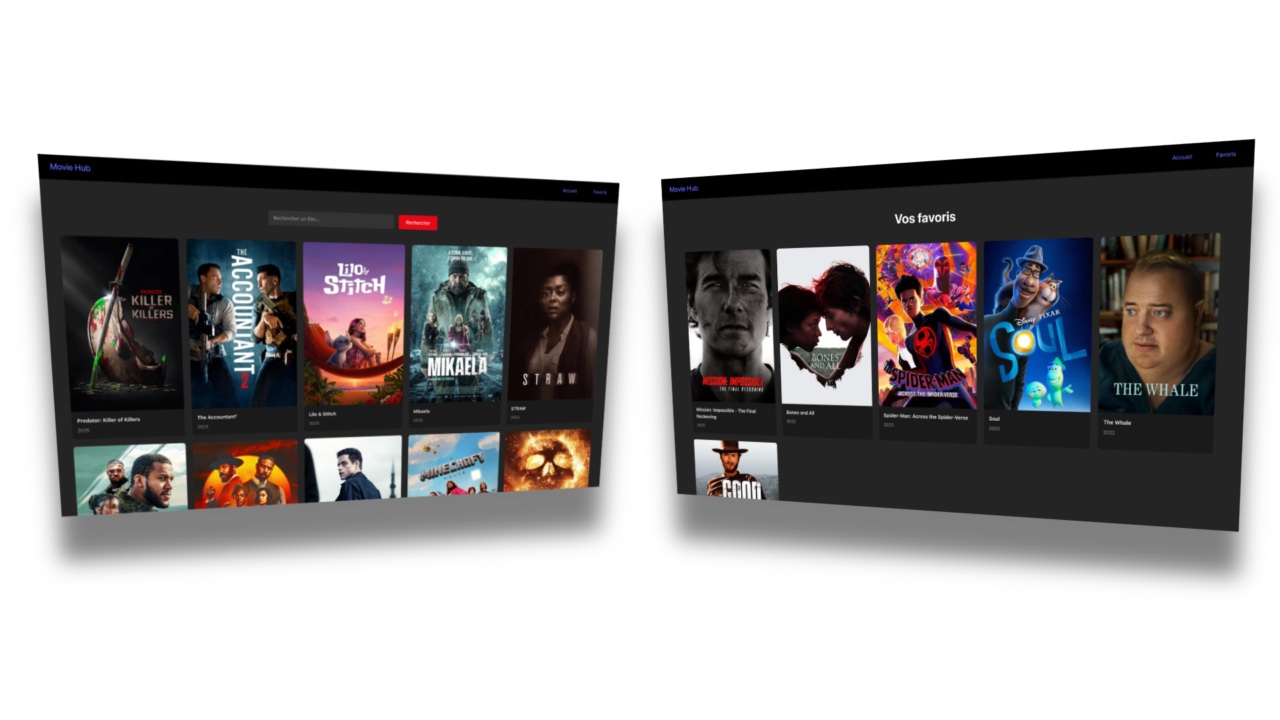 Movie Hub
Accueil
Favoris
Rechercher un film...
Rechercher
PREDATOR
KILLER
OF
KILLERS
THE
ACCOUNTANT
2
Lilo &
Stitch
MIKAELA
STRAW
Predator: Killer of Killers
2025
The Accountant²
2025
Lilo & Stitch
2025
Mikaela
2025
STRAW
2025
MINECRAFT
Movie Hub
Accueil
Favoris
Vos favoris
MISSION: IMPOSSIBLE
THE FINAL RECKONING
BONES
AND ALL
SPIDER-MAN
ACROSS THE SPIDER-VERSE
Disney PIXAR
SOUL
THE WHALE
Mission: Impossible - The Final
Reckoning
2025
Bones and All
2022
Spider-Man: Across the Spider-Verse
2023
Soul
2020
The Whale
2022
GOOD